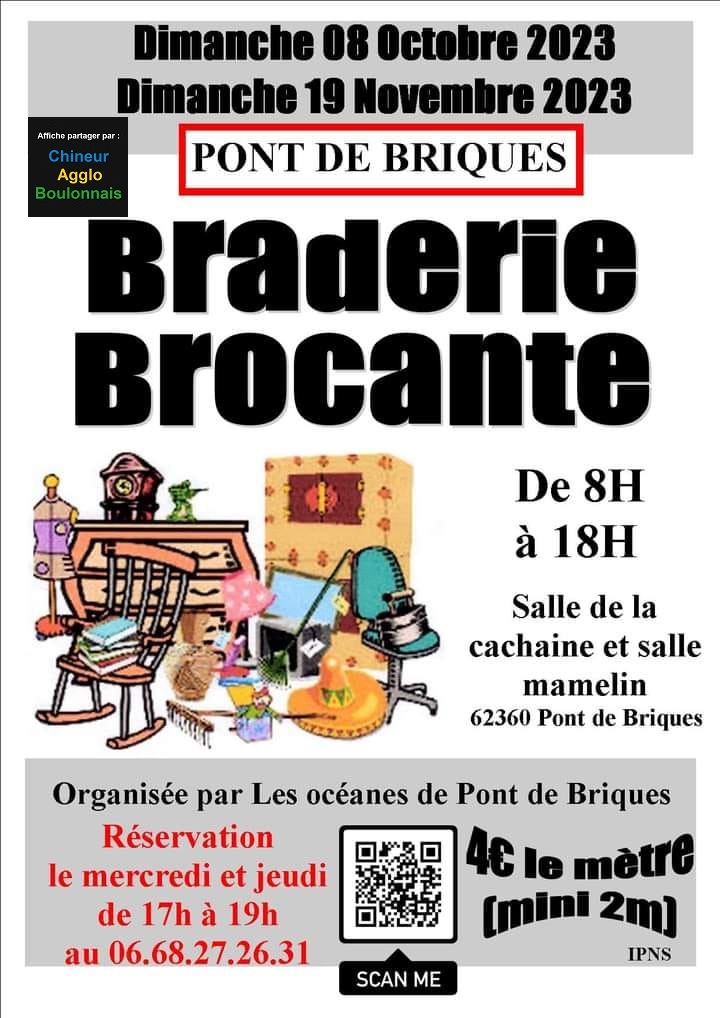 Dimanche 08 Octobre 2023
Dimanche 19 Novembre 2023
Affiche partager par :
Chineur
Agglo
Boulonnais
PONT DE BRIQUES
Braderie
Brocante
De 8H
à 18H
Salle de la
cachaine et salle
mamelin
62360 Pont de Briques
Organisée par Les océanes de Pont de Briques
Réservation
le mercredi et jeudi
de 17h à 19h
au 06.68.27.26.31
SCAN ME
4€ le mètre
(mini 2m)
IPNS